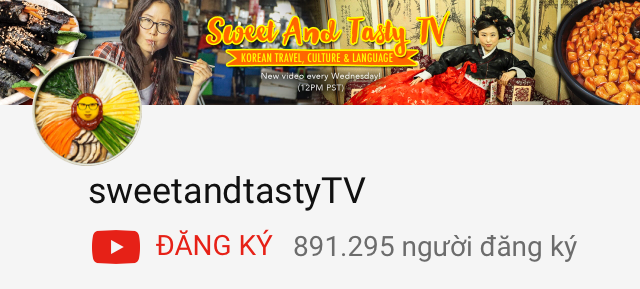 Sweet And Tasty TV
KOREAN TRAVEL, CULTURE & LANGUAGE
New video every Wednesday!
(12PM PST)
sweetandtastyTV
ĐĂNG KÝ 891.295 người đăng ký